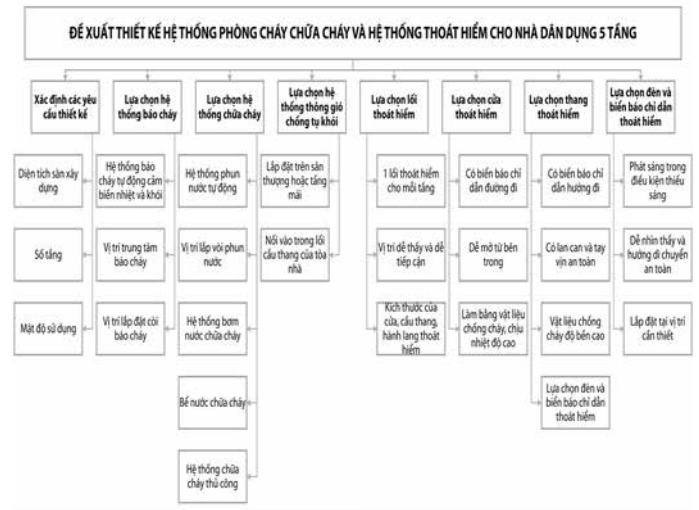 ĐỀ XUẤT THIẾT KẾ HỆ THỐNG PHÒNG CHÁY CHỮA CHÁY VÀ HỆ THỐNG THOÁT HIỂM CHO NHÀ DÂN DỤNG 5 TẦNG
Xác định các yêu
cầu thiết kế
Diện tích sàn xây
dựng
Số tầng
Mật độ sử dụng
Lựa chọn hệ
thống báo cháy
Hệ thống báo
cháy tự động cảm
biến nhiệt và khói
Vị trí trung tâm
báo cháy
Vị trí lắp đặt còi
báo cháy
Lựa chọn hệ
thống chữa cháy
Hệ thống phun
nước tự động
Vị trí lắp vòi phun
nước
Hệ thống bơm
nước chữa cháy
Bể nước chữa cháy
Hệ thống chữa
cháy thủ công
Lựa chọn hệ
thống thông gió
chống tụ khói
Lắp đặt trên sân
thượng hoặc tầng
mái
Nối vào trong lối
cầu thang của tòa
nhà
Lựa chọn lối
thoát hiểm
1 lối thoát hiểm
cho mỗi tầng
Vị trí dễ thấy và dễ
tiếp cận
Kích thước của
cửa, cầu thang,
hành lang thoát
hiểm
Lựa chọn cửa
thoát hiểm
Có biển báo chỉ
dẫn đường đi
Dễ mở từ bên
trong
Làm bằng vật liệu
chống cháy, chịu
nhiệt độ cao
Lựa chọn thang
thoát hiểm
Có biển báo chỉ
dẫn hướng đi
Có lan can và tay
vịn an toàn
Vật liệu chống
cháy độ bền cao
Lựa chọn đèn và
biển báo chỉ dẫn
thoát hiểm
Lựa chọn đèn và
biển báo chỉ dẫn
thoát hiểm
Phát sáng trong
điều kiện thiếu
sáng
Dễ nhìn thấy và
hướng di chuyển
an toàn
Lắp đặt tại vị trí
cần thiết